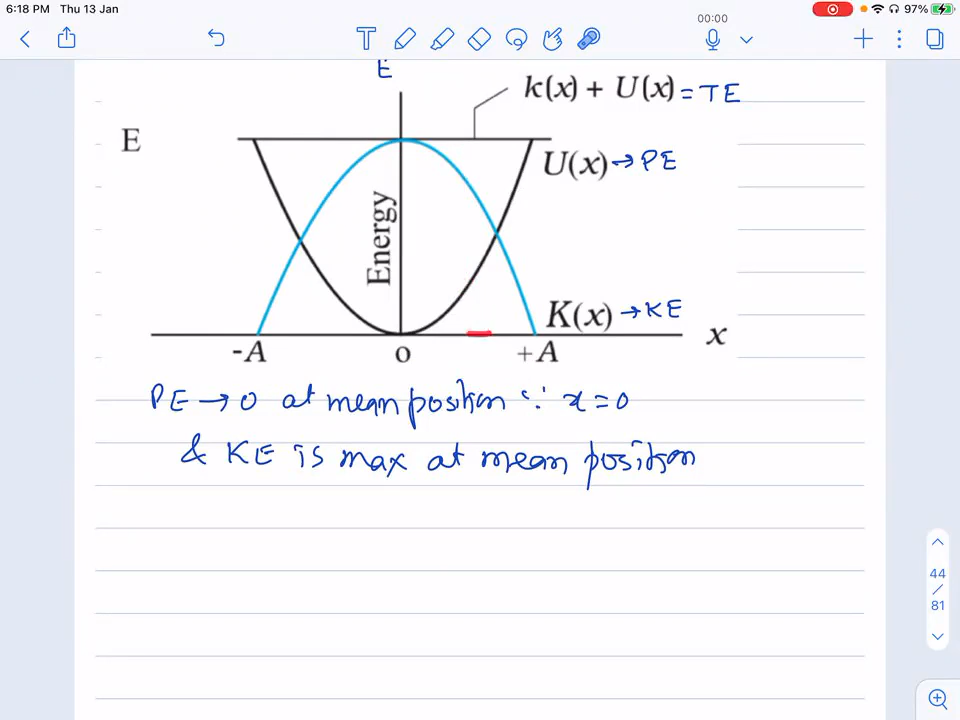 6:18 PM Thu 13 Jan
97%
00:00
T
E
k(x) + U(x) = TE
E
U(x) → PE
Energy
K(x) → KE
x
-A
0
+A
PE → 0 at mean position ∵ x = 0
& KE is max at mean position
44
/
81